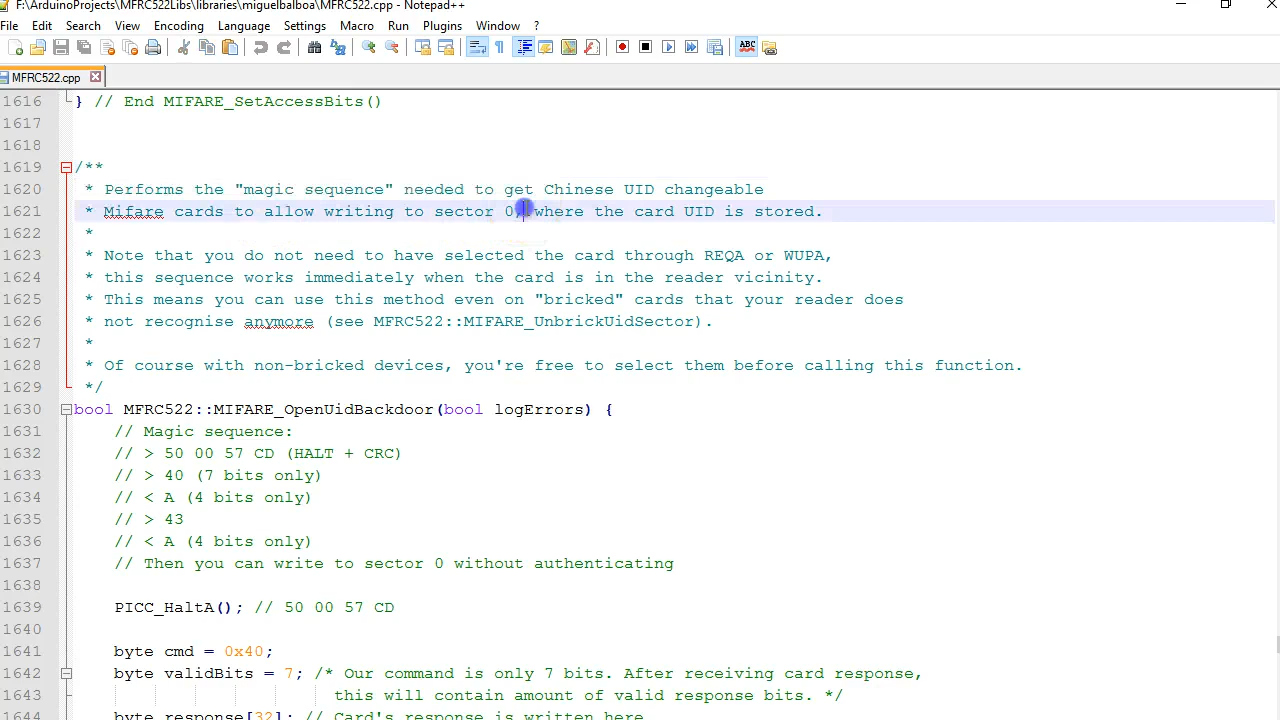 F:\ArduinoProjects\MFRC522Libs\libraries\miguelbalboa\MFRC522.cpp - Notepad++
File Edit Search View Encoding Language Settings Macro Run Plugins Window ?
MFRC522.cpp
1616 } // End MIFARE_SetAccessBits()
1617
1618
1619 /**
1620 * Performs the "magic sequence" needed to get Chinese UID changeable
1621 * Mifare cards to allow writing to sector 0, where the card UID is stored.
1622 *
1623 * Note that you do not need to have selected the card through REQA or WUPA,
1624 * this sequence works immediately when the card is in the reader vicinity.
1625 * This means you can use this method even on "bricked" cards that your reader does
1626 * not recognise anymore (see MFRC522::MIFARE_UnbrickUidSector).
1627 *
1628 * Of course with non-bricked devices, you're free to select them before calling this function.
1629 */
1630 bool MFRC522::MIFARE_OpenUidBackdoor(bool logErrors) {
1631 // Magic sequence:
1632 // > 50 00 57 CD (HALT + CRC)
1633 // > 40 (7 bits only)
1634 // < A (4 bits only)
1635 // > 43
1636 // < A (4 bits only)
1637 // Then you can write to sector 0 without authenticating
1638
1639 PICC_HaltA(); // 50 00 57 CD
1640
1641 byte cmd = 0x40;
1642 byte validBits = 7; /* Our command is only 7 bits. After receiving card response,
1643 this will contain amount of valid response bits. */
1644 byte response[32]; // Card's response is written here